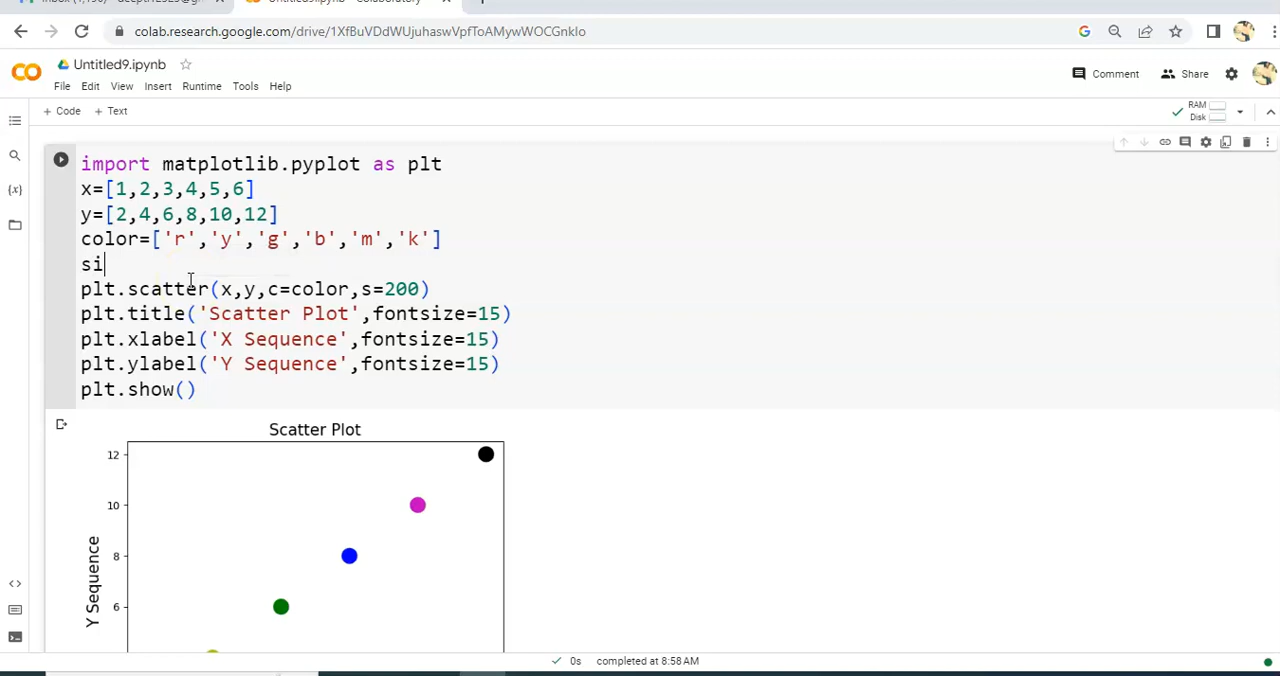 colab.research.google.com/drive/1XfBuVDdWUjuhaswVpfToAMywWOCGnkIo
Untitled9.ipynb
File Edit View Insert Runtime Tools Help
Comment Share
+ Code + Text
RAM
Disk
import matplotlib.pyplot as plt
x=[1,2,3,4,5,6]
y=[2,4,6,8,10,12]
color=['r','y','g','b','m','k']
si
plt.scatter(x,y,c=color,s=200)
plt.title('Scatter Plot',fontsize=15)
plt.xlabel('X Sequence',fontsize=15)
plt.ylabel('Y Sequence',fontsize=15)
plt.show()
Scatter Plot
12
10
8
6
Y Sequence
0s completed at 8:58 AM